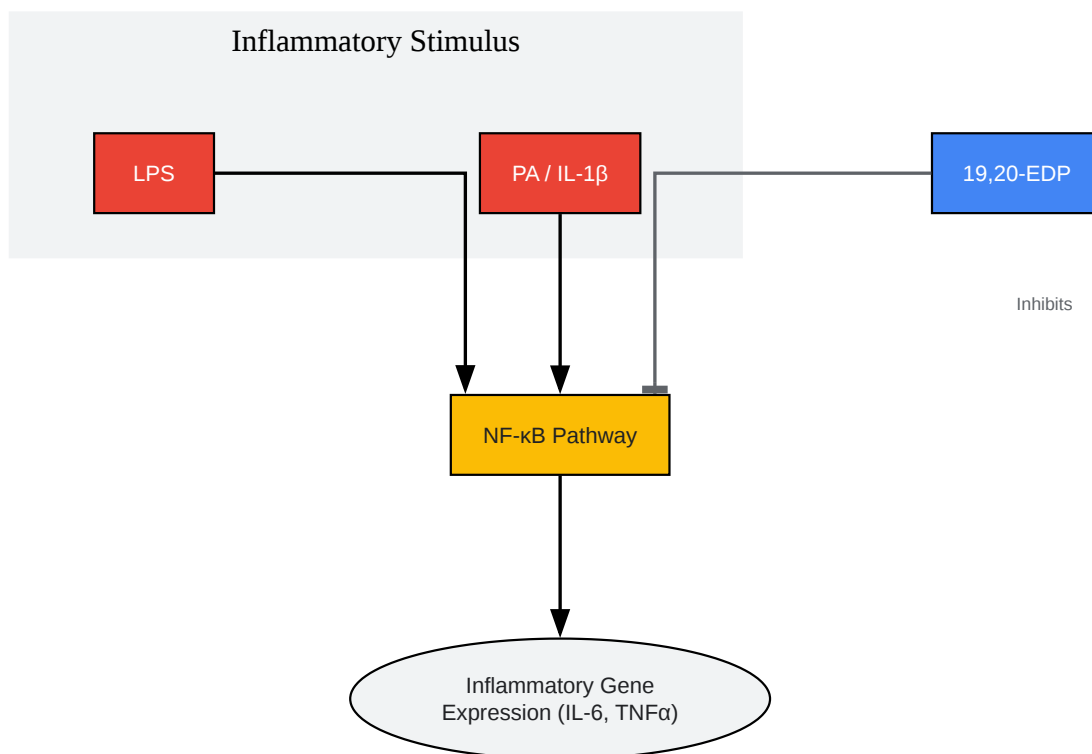 Inflammatory Stimulus
LPS
PA / IL-1β
19,20-EDP
Inhibits
NF-κB Pathway
Inflammatory Gene
Expression (IL-6, TNFα)